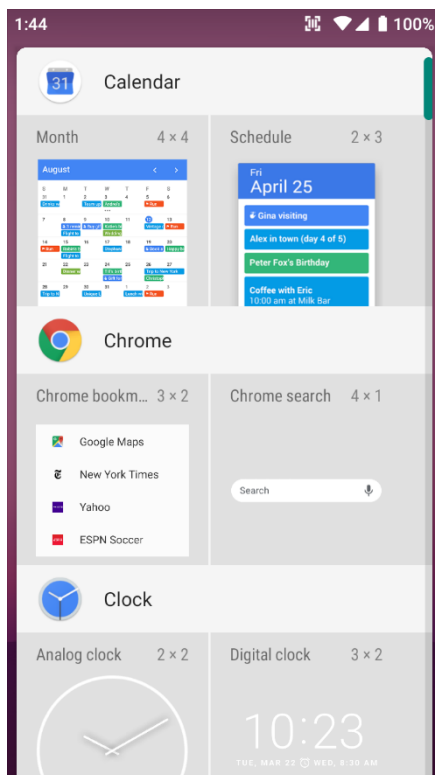 1:44
100%
31
Calendar
Month 4 × 4
Schedule 2 × 3
August
S M T W T F S
Fri
April 25
Gina visiting
Alex in town (day 4 of 5)
Peter Fox's Birthday
Coffee with Eric
10:00 am at Milk Bar
Chrome
Chrome bookm... 3 × 2
Chrome search 4 × 1
Google Maps
New York Times
Yahoo
ESPN Soccer
Search
Clock
Analog clock 2 × 2
Digital clock 3 × 2
10:23
TUE, MAR 22 WED, 8:30 AM